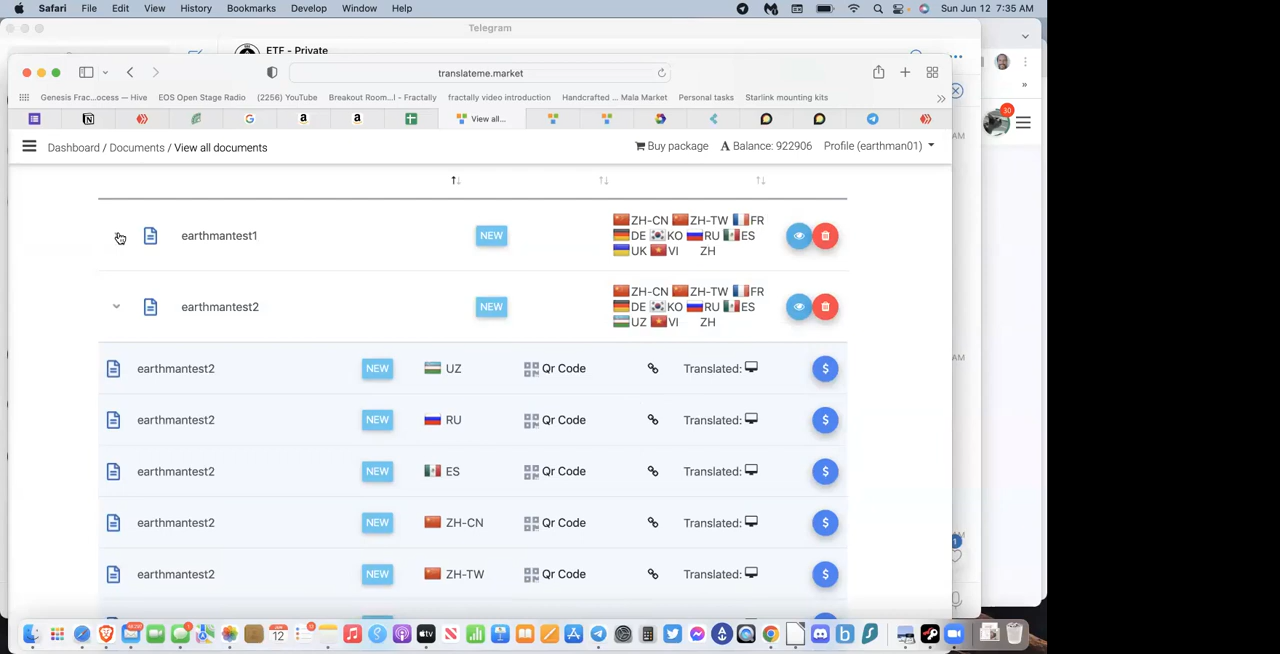 Safari File Edit View History Bookmarks Develop Window Help Sun Jun 12 7:35 AM
Telegram
ETF - Private
translateme.market
Genesis Frac...ocess — Hive EOS Open Stage Radio (2256) YouTube Breakout Room...l - Fractally fractally video introduction Handcrafted ... Mala Market Personal tasks Starlink mounting kits
View all...
30
Dashboard / Documents / View all documents Buy package Balance: 922906 Profile (earthman01)
AM
ZH-CN ZH-TW FR
earthmantest1 NEW DE KO RU ES
UK VI ZH
ZH-CN ZH-TW FR
earthmantest2 NEW DE KO RU ES
UZ VI ZH
AM
earthmantest2 NEW UZ Qr Code Translated: $
earthmantest2 NEW RU Qr Code Translated: $
earthmantest2 NEW ES Qr Code Translated: $
earthmantest2 NEW ZH-CN Qr Code Translated: $
1
earthmantest2 NEW ZH-TW Qr Code Translated: $
12
tv